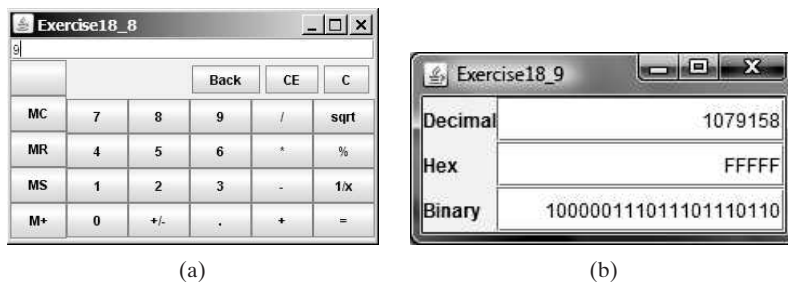 Exercise18_8
9
Back CE C
MC 7 8 9 / sqrt
MR 4 5 6 * %
MS 1 2 3 - 1/x
M+ 0 +/- . + =
(a)
Exercise18_9
Decimal 1079158
Hex FFFFF
Binary 100000111011101110110
(b)